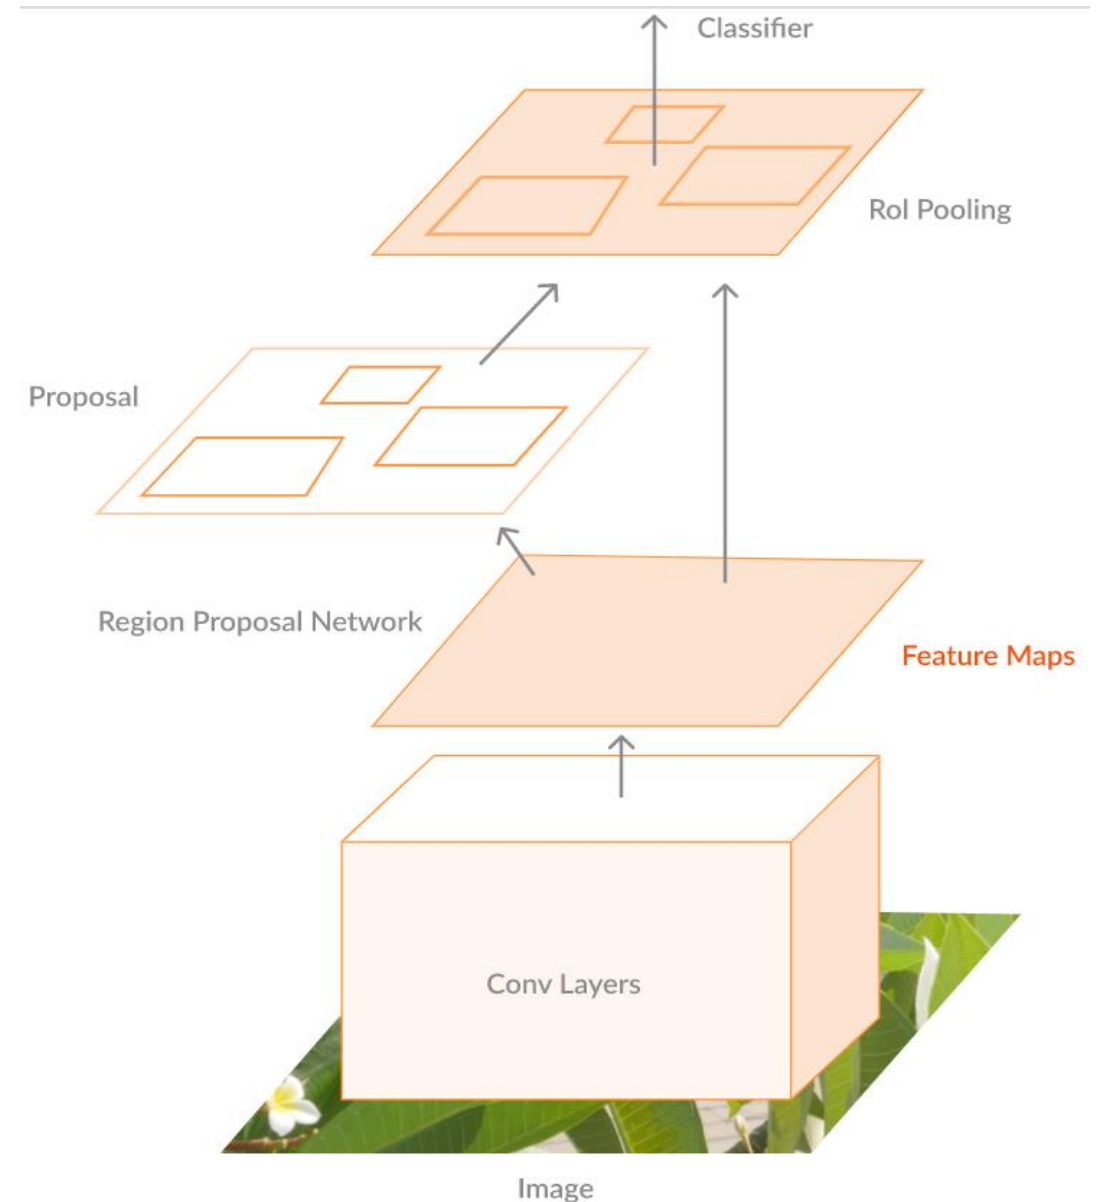 Classifier
RoI Pooling
Proposal
Region Proposal Network
Feature Maps
Conv Layers
Image